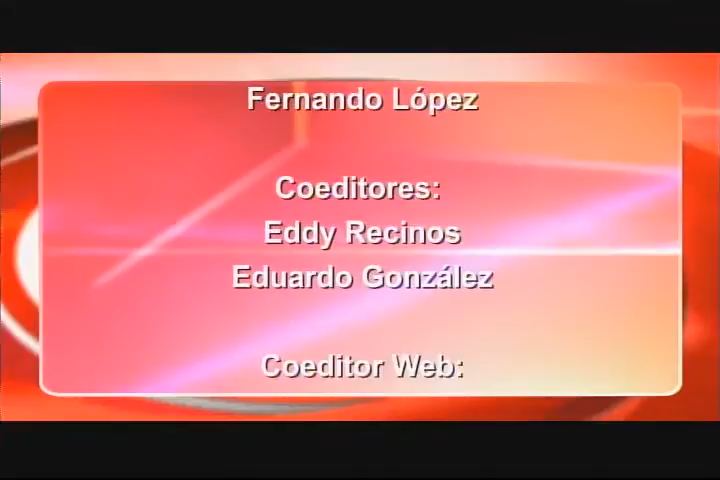 Fernando López
Coeditores:
Eddy Recinos
Eduardo González
Coeditor Web: